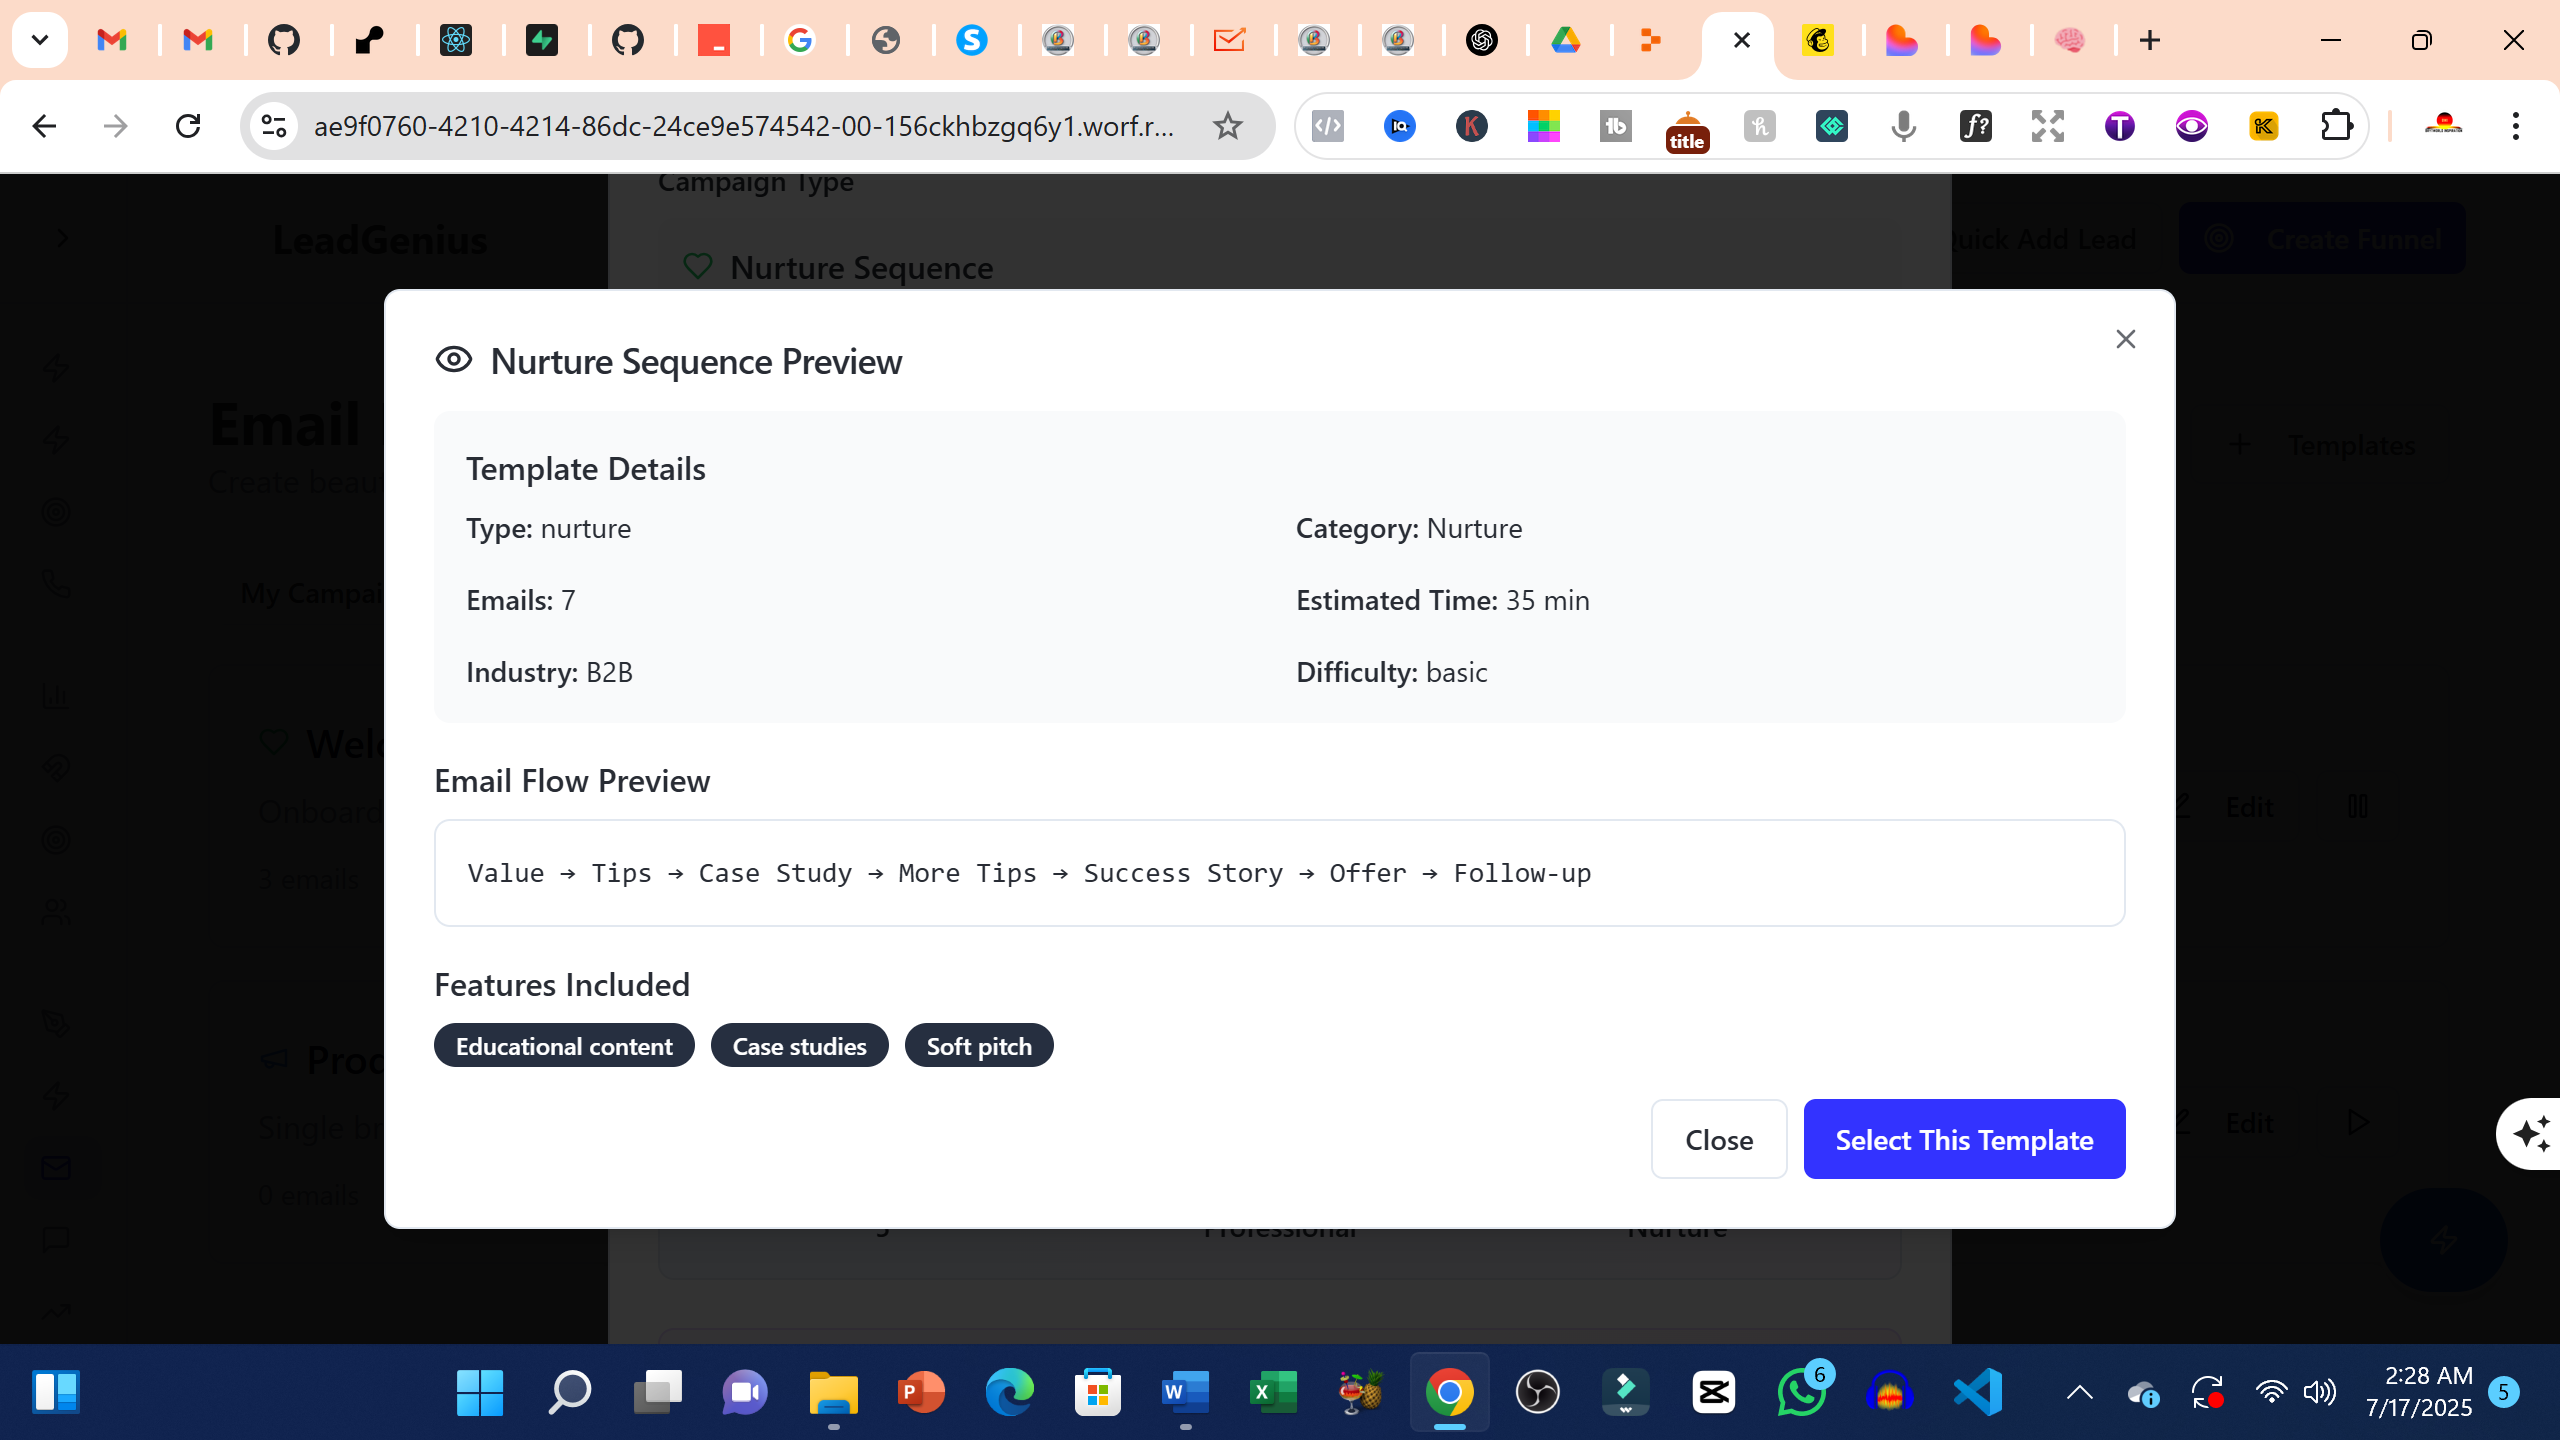 ae9f0760-4210-4214-86dc-24ce9e574542-00-156ckhbzgq6y1.worf.r...
title
Campaign Type
LeadGenius
Quick Add Lead
Create Funnel
Nurture Sequence
Nurture Sequence Preview
Email
Create beau
Templates
Template Details
Type: nurture
Category: Nurture
My Campai
Emails: 7
Estimated Time: 35 min
Industry: B2B
Difficulty: basic
Welc
Email Flow Preview
Onboard
Edit
Value → Tips → Case Study → More Tips → Success Story → Offer → Follow-up
3 emails
Features Included
Educational content
Case studies
Soft pitch
Prod
Single b
Edit
Close
Select This Template
0 emails
Professional
Nurture
6
2:28 AM
7/17/2025
5